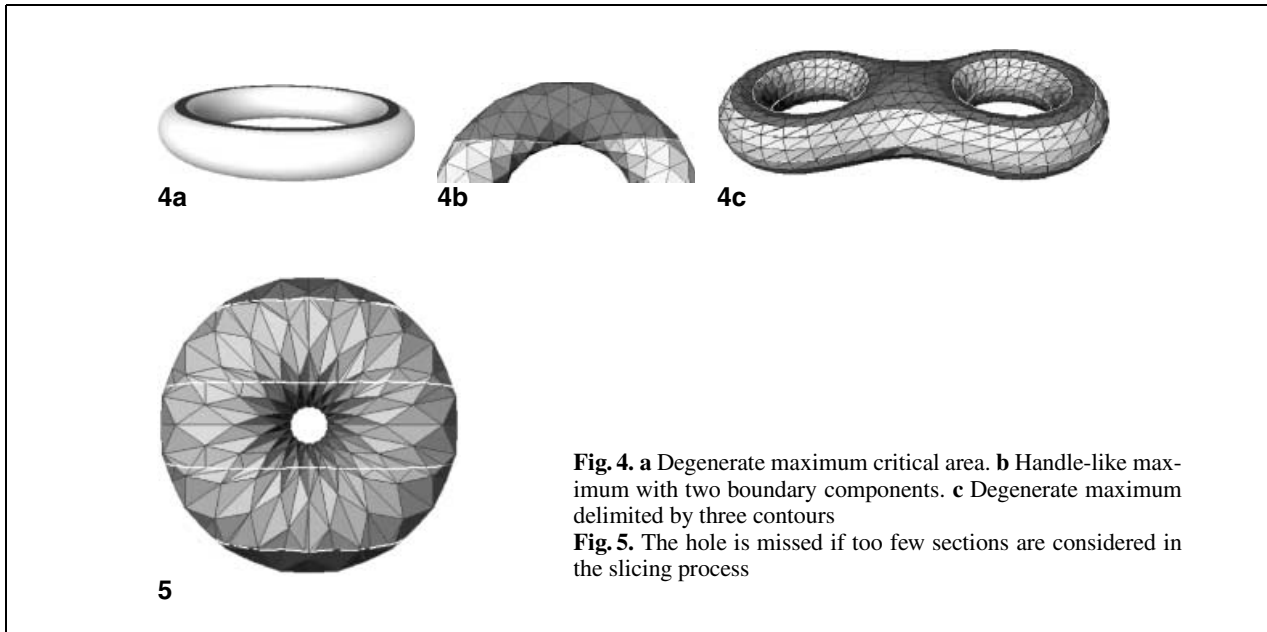 4a
4b
4c
5
Fig. 4. a Degenerate maximum critical area. b Handle-like max-
imum with two boundary components. c Degenerate maximum
delimited by three contours
Fig. 5. The hole is missed if too few sections are considered in
the slicing process